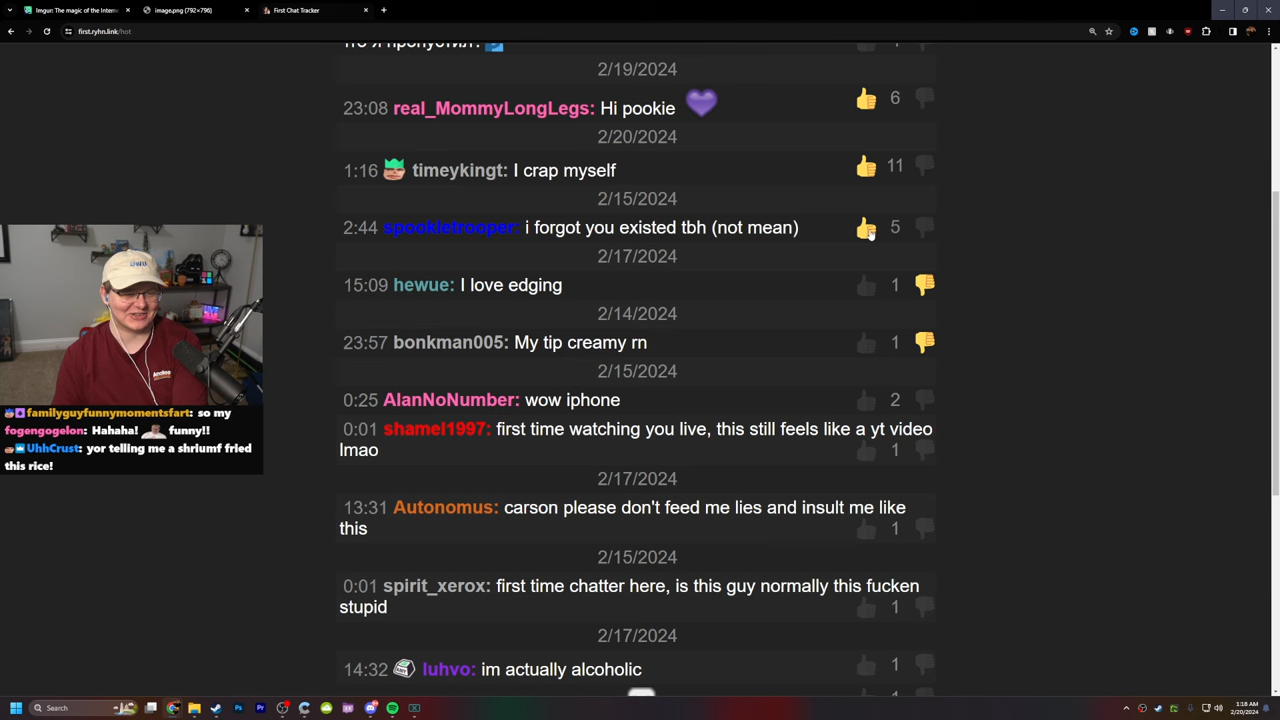 Imgur: The magic of the Intern
image.png (792×796)
First Chat Tracker
first.ryhn.link/hot
что я пропустил?
1
2/19/2024
23:08 real_MommyLongLegs: Hi pookie
6
2/20/2024
1:16 timeykingt: I crap myself
11
2/15/2024
2:44 spookletrooper: i forgot you existed tbh (not mean)
5
2/17/2024
15:09 hewue: I love edging
1
2/14/2024
23:57 bonkman005: My tip creamy rn
1
2/15/2024
0:25 AlanNoNumber: wow iphone
2
0:01 shamel1997: first time watching you live, this still feels like a yt video
lmao
1
2/17/2024
13:31 Autonomus: carson please don't feed me lies and insult me like
this
1
2/15/2024
0:01 spirit_xerox: first time chatter here, is this guy normally this fucken
stupid
1
2/17/2024
14:32 luhvo: im actually alcoholic
1
familyguyfunnymomentsfart: so my
fogengogelon: Hahaha! funny!!
UhhCrust: yor telling me a shriumf fried
this rice!
Search
1:18 AM
2/20/2024